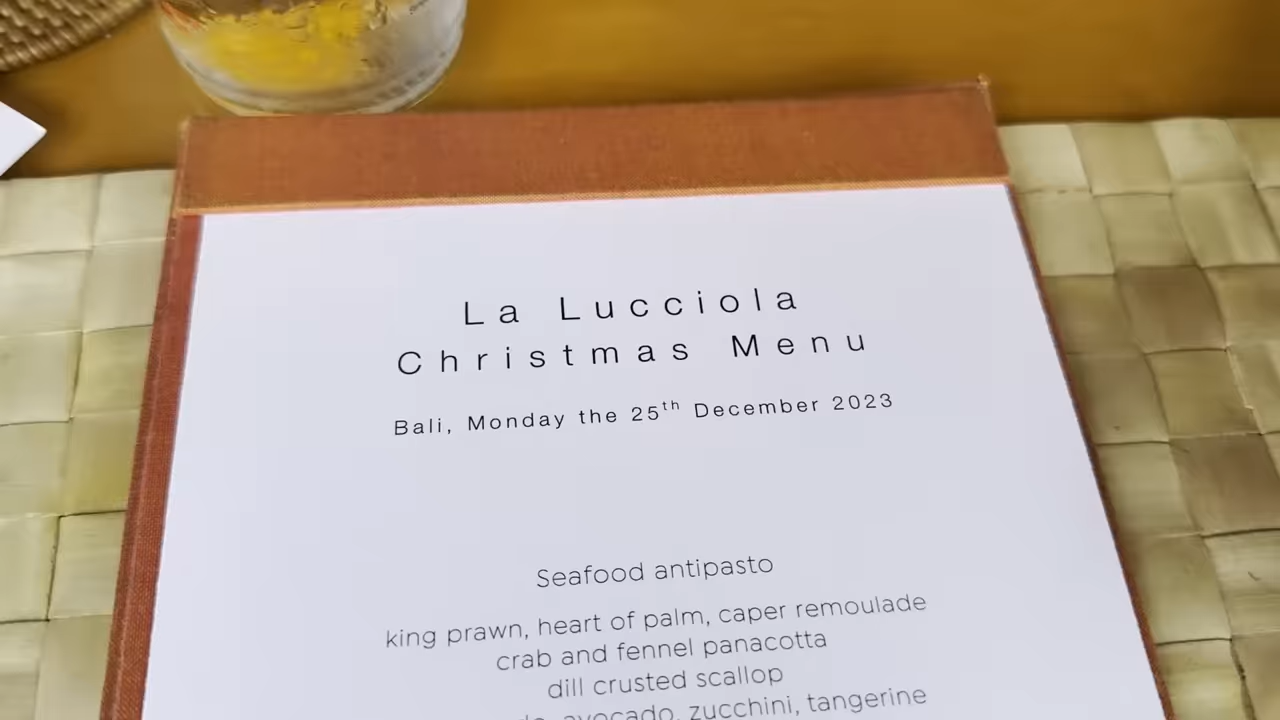 La Lucciola
Christmas Menu
Bali, Monday the 25th December 2023
Seafood antipasto
king prawn, heart of palm, caper remoulade
crab and fennel panacotta
dill crusted scallop
avocado, zucchini, tangerine